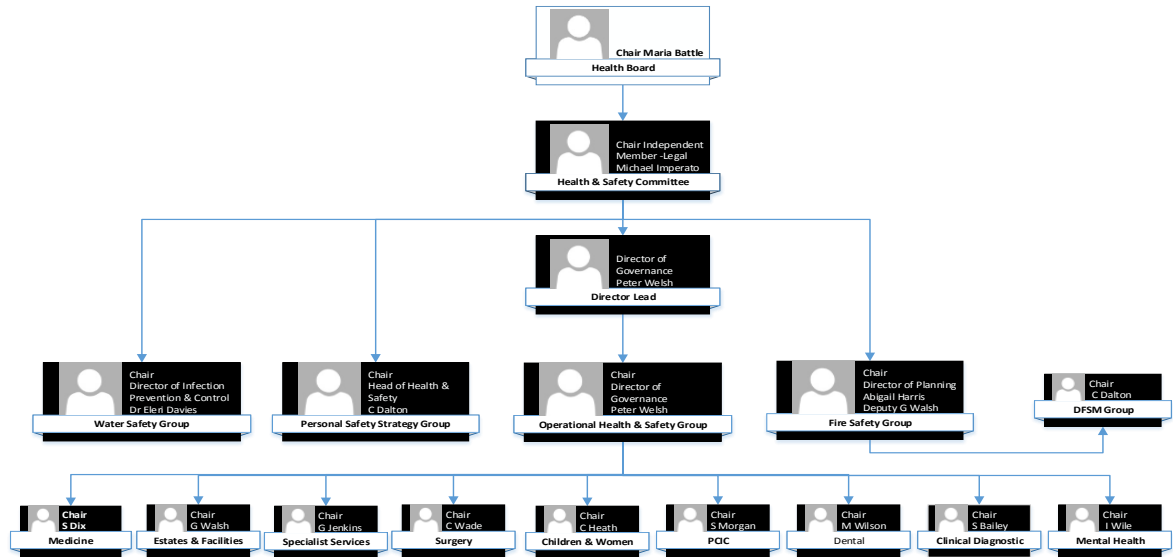 Chair Maria Battle
Health Board
Chair Independent
Member -Legal
Michael Imperato
Health & Safety Committee
Director of
Governance
Peter Welsh
Director Lead
Chair
Director of Infection
Prevention & Control
Dr Eleri Davies
Water Safety Group
Chair
Head of Health &
Safety
C Dalton
Personal Safety Strategy Group
Chair
Director of
Governance
Peter Welsh
Operational Health & Safety Group
Chair
Director of Planning
Abigail Harris
Deputy G Walsh
Fire Safety Group
Chair
C Dalton
DFSM Group
Chair
S Dix
Medicine
Chair
G Walsh
Estates & Facilities
Chair
G Jenkins
Specialist Services
Chair
C Wade
Surgery
Chair
C Heath
Children & Women
Chair
S Morgan
PCIC
Chair
M Wilson
Dental
Chair
S Bailey
Clinical Diagnostic
Chair
I Wile
Mental Health